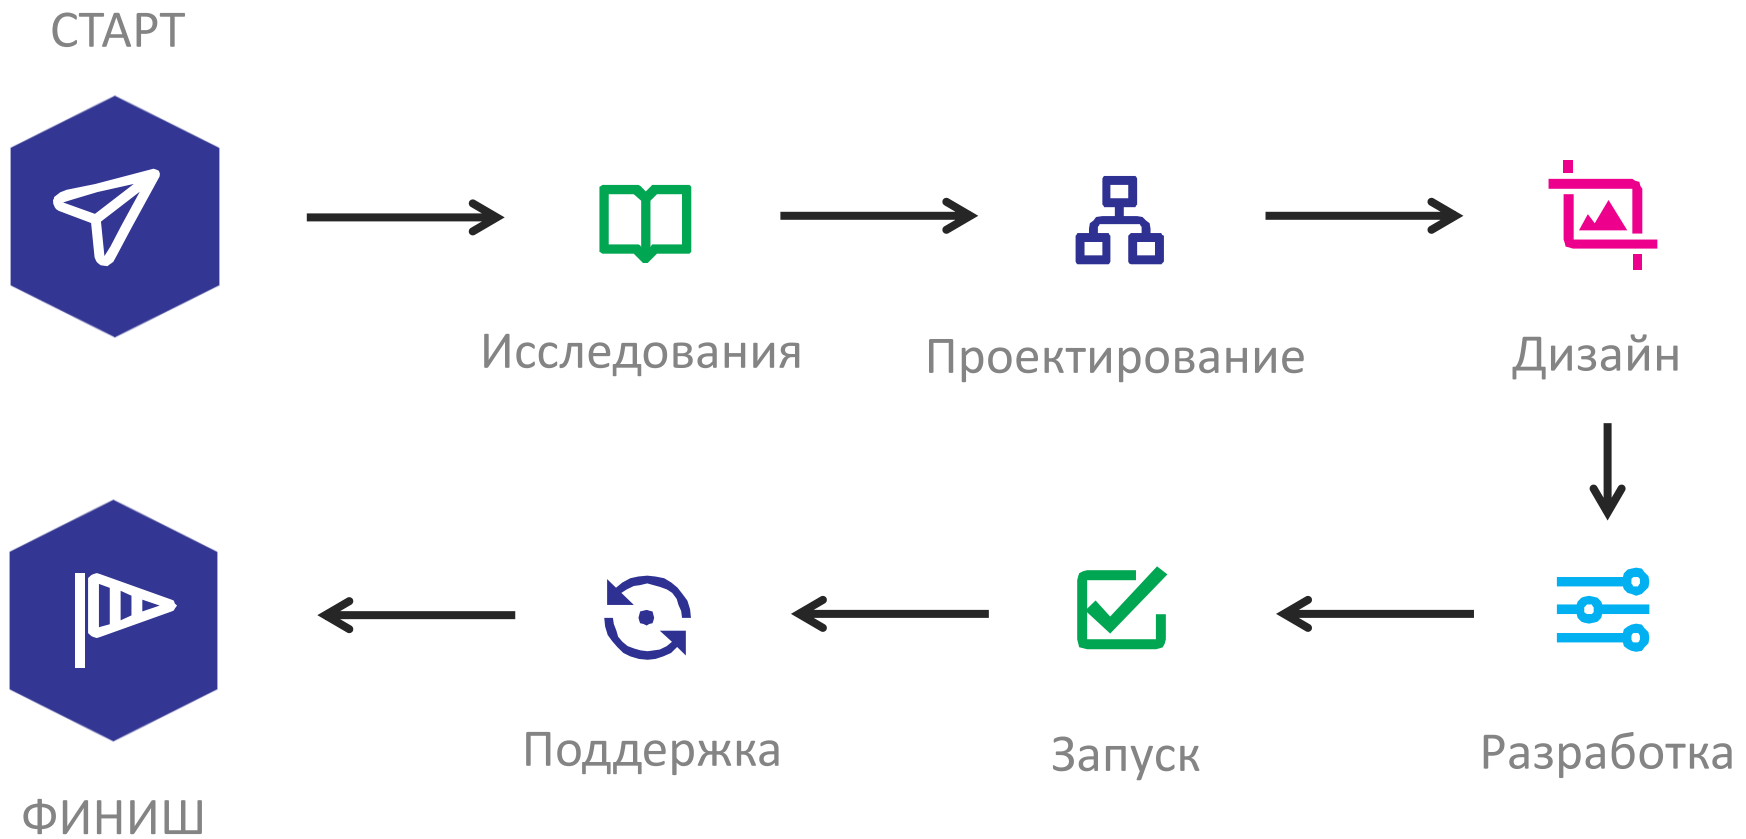 СТАРТ
Исследования
Проектирование
Дизайн
Разработка
Запуск
Поддержка
ФИНИШ